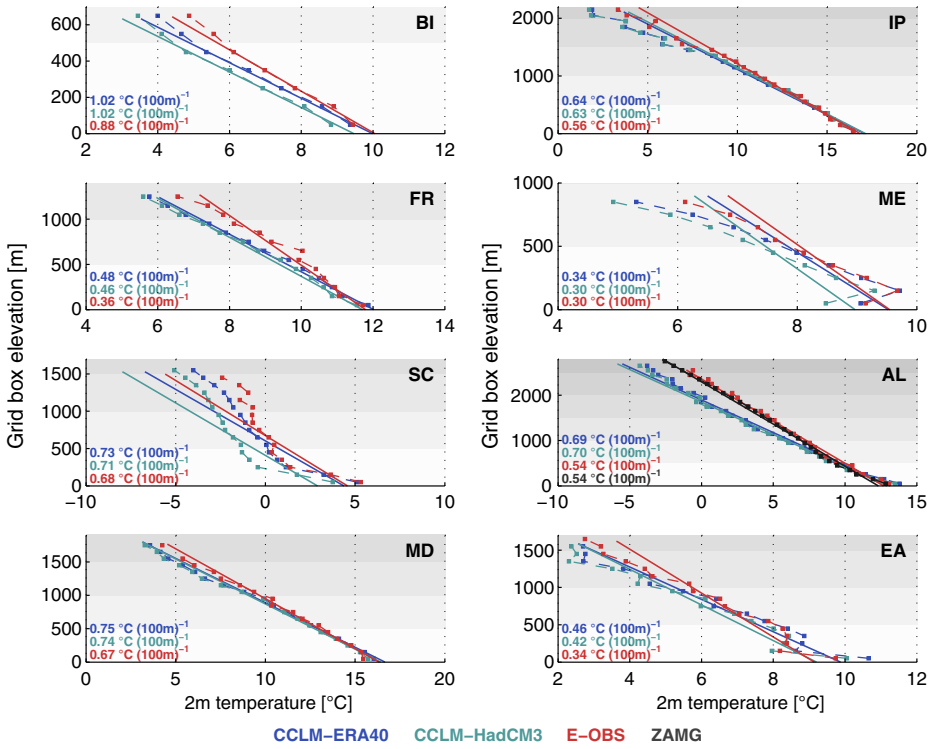 600
400
200
0
BI
1.02 °C (100m)−1
1.02 °C (100m)−1
0.88 °C (100m)−1
2 4 6 8 10 12
2000
1500
1000
500
0
IP
0.64 °C (100m)−1
0.63 °C (100m)−1
0.56 °C (100m)−1
0 5 10 15 20
1000
500
0
FR
0.48 °C (100m)−1
0.46 °C (100m)−1
0.36 °C (100m)−1
4 6 8 10 12 14
1000
500
0
ME
0.34 °C (100m)−1
0.30 °C (100m)−1
0.30 °C (100m)−1
4 6 8 10
Grid box elevation [m]
Grid box elevation [m]
1500
1000
500
0
SC
0.73 °C (100m)−1
0.71 °C (100m)−1
0.68 °C (100m)−1
−10 −5 0 5 10
2000
1000
0
AL
0.69 °C (100m)−1
0.70 °C (100m)−1
0.54 °C (100m)−1
0.54 °C (100m)−1
−10 −5 0 5 10 15
1500
1000
500
0
MD
0.75 °C (100m)−1
0.74 °C (100m)−1
0.67 °C (100m)−1
0 5 10 15 20
2m temperature [°C]
1500
1000
500
0
EA
0.46 °C (100m)−1
0.42 °C (100m)−1
0.34 °C (100m)−1
2 4 6 8 10 12
2m temperature [°C]
CCLM−ERA40 CCLM−HadCM3 E−OBS ZAMG